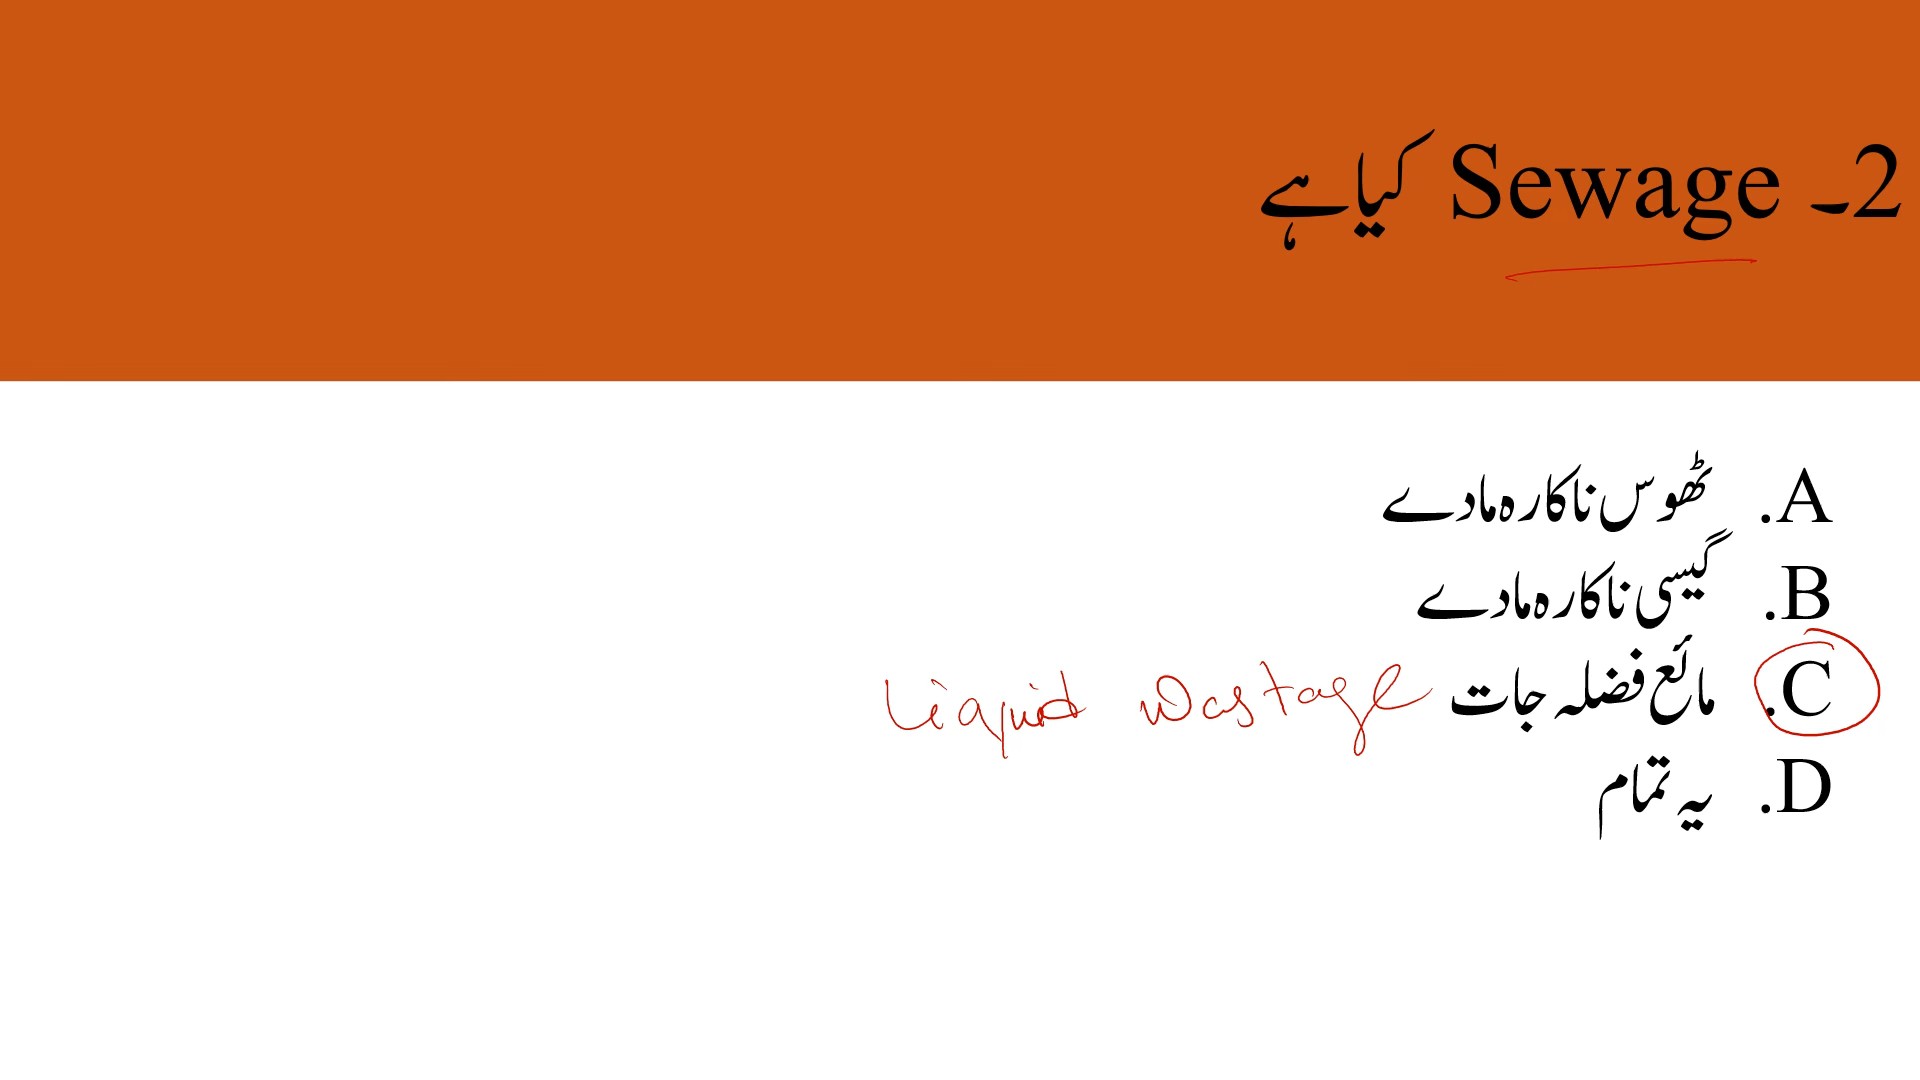 2۔ Sewage کیا ہے
A. ٹھوس ناکارہ مادے
B. گیسی ناکارہ مادے
C. مائع فضلہ جات Liquid Wastage
D. یہ تمام